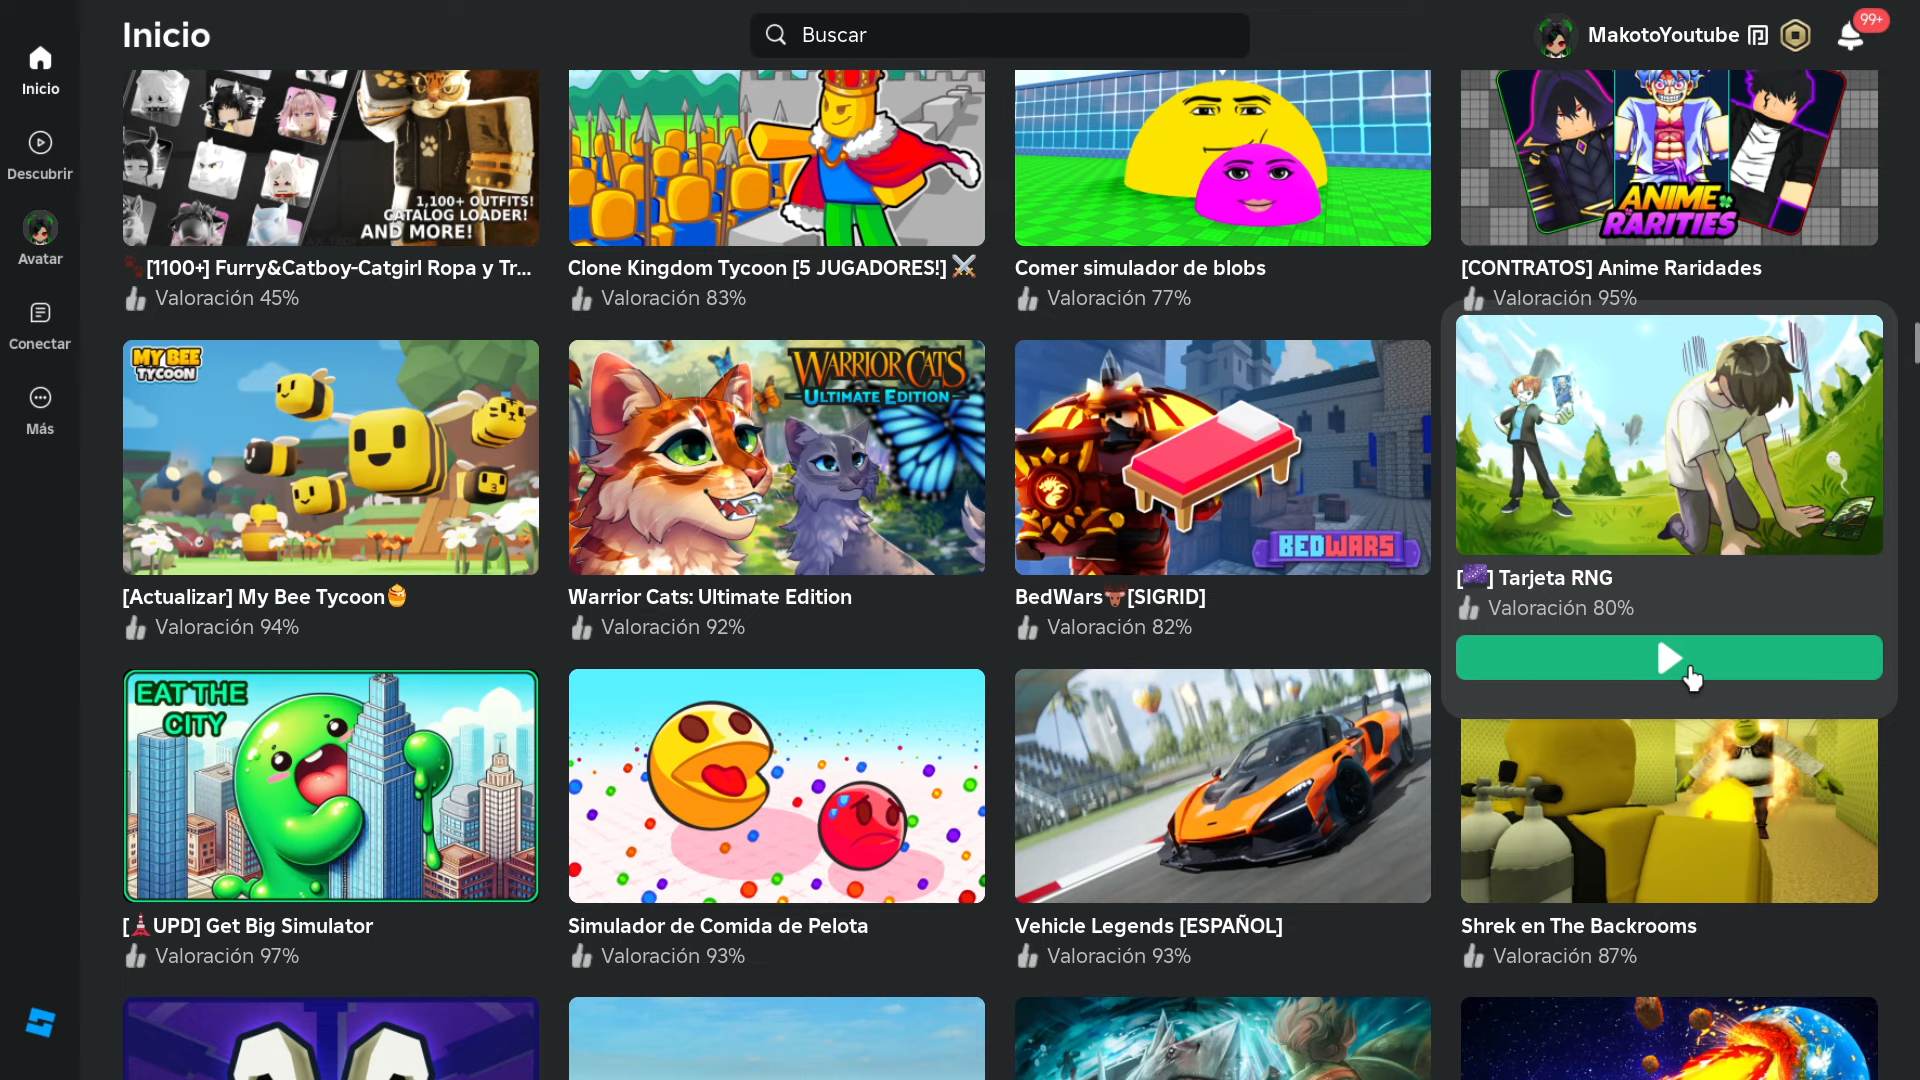 Inicio
Buscar
MakotoYoutube
99+
Inicio
Descubrir
Avatar
Conectar
Más
1,100+ OUTFITS!
CATALOG LOADER!
AND MORE!
ANIME
RARITIES
[1100+] Furry&Catboy-Catgirl Ropa y Tr...
Clone Kingdom Tycoon [5 JUGADORES!]
Comer simulador de blobs
[CONTRATOS] Anime Raridades
Valoración 45%
Valoración 83%
Valoración 77%
Valoración 95%
MY BEE
TYCOON
WARRIOR CATS
ULTIMATE EDITION
BEDWARS
3
[Actualizar] My Bee Tycoon
Warrior Cats: Ultimate Edition
BedWars [SIGRID]
[ ] Tarjeta RNG
Valoración 94%
Valoración 92%
Valoración 82%
Valoración 80%
EAT THE
CITY
[ UPD] Get Big Simulator
Simulador de Comida de Pelota
Vehicle Legends [ESPAÑOL]
Shrek en The Backrooms
Valoración 97%
Valoración 93%
Valoración 93%
Valoración 87%